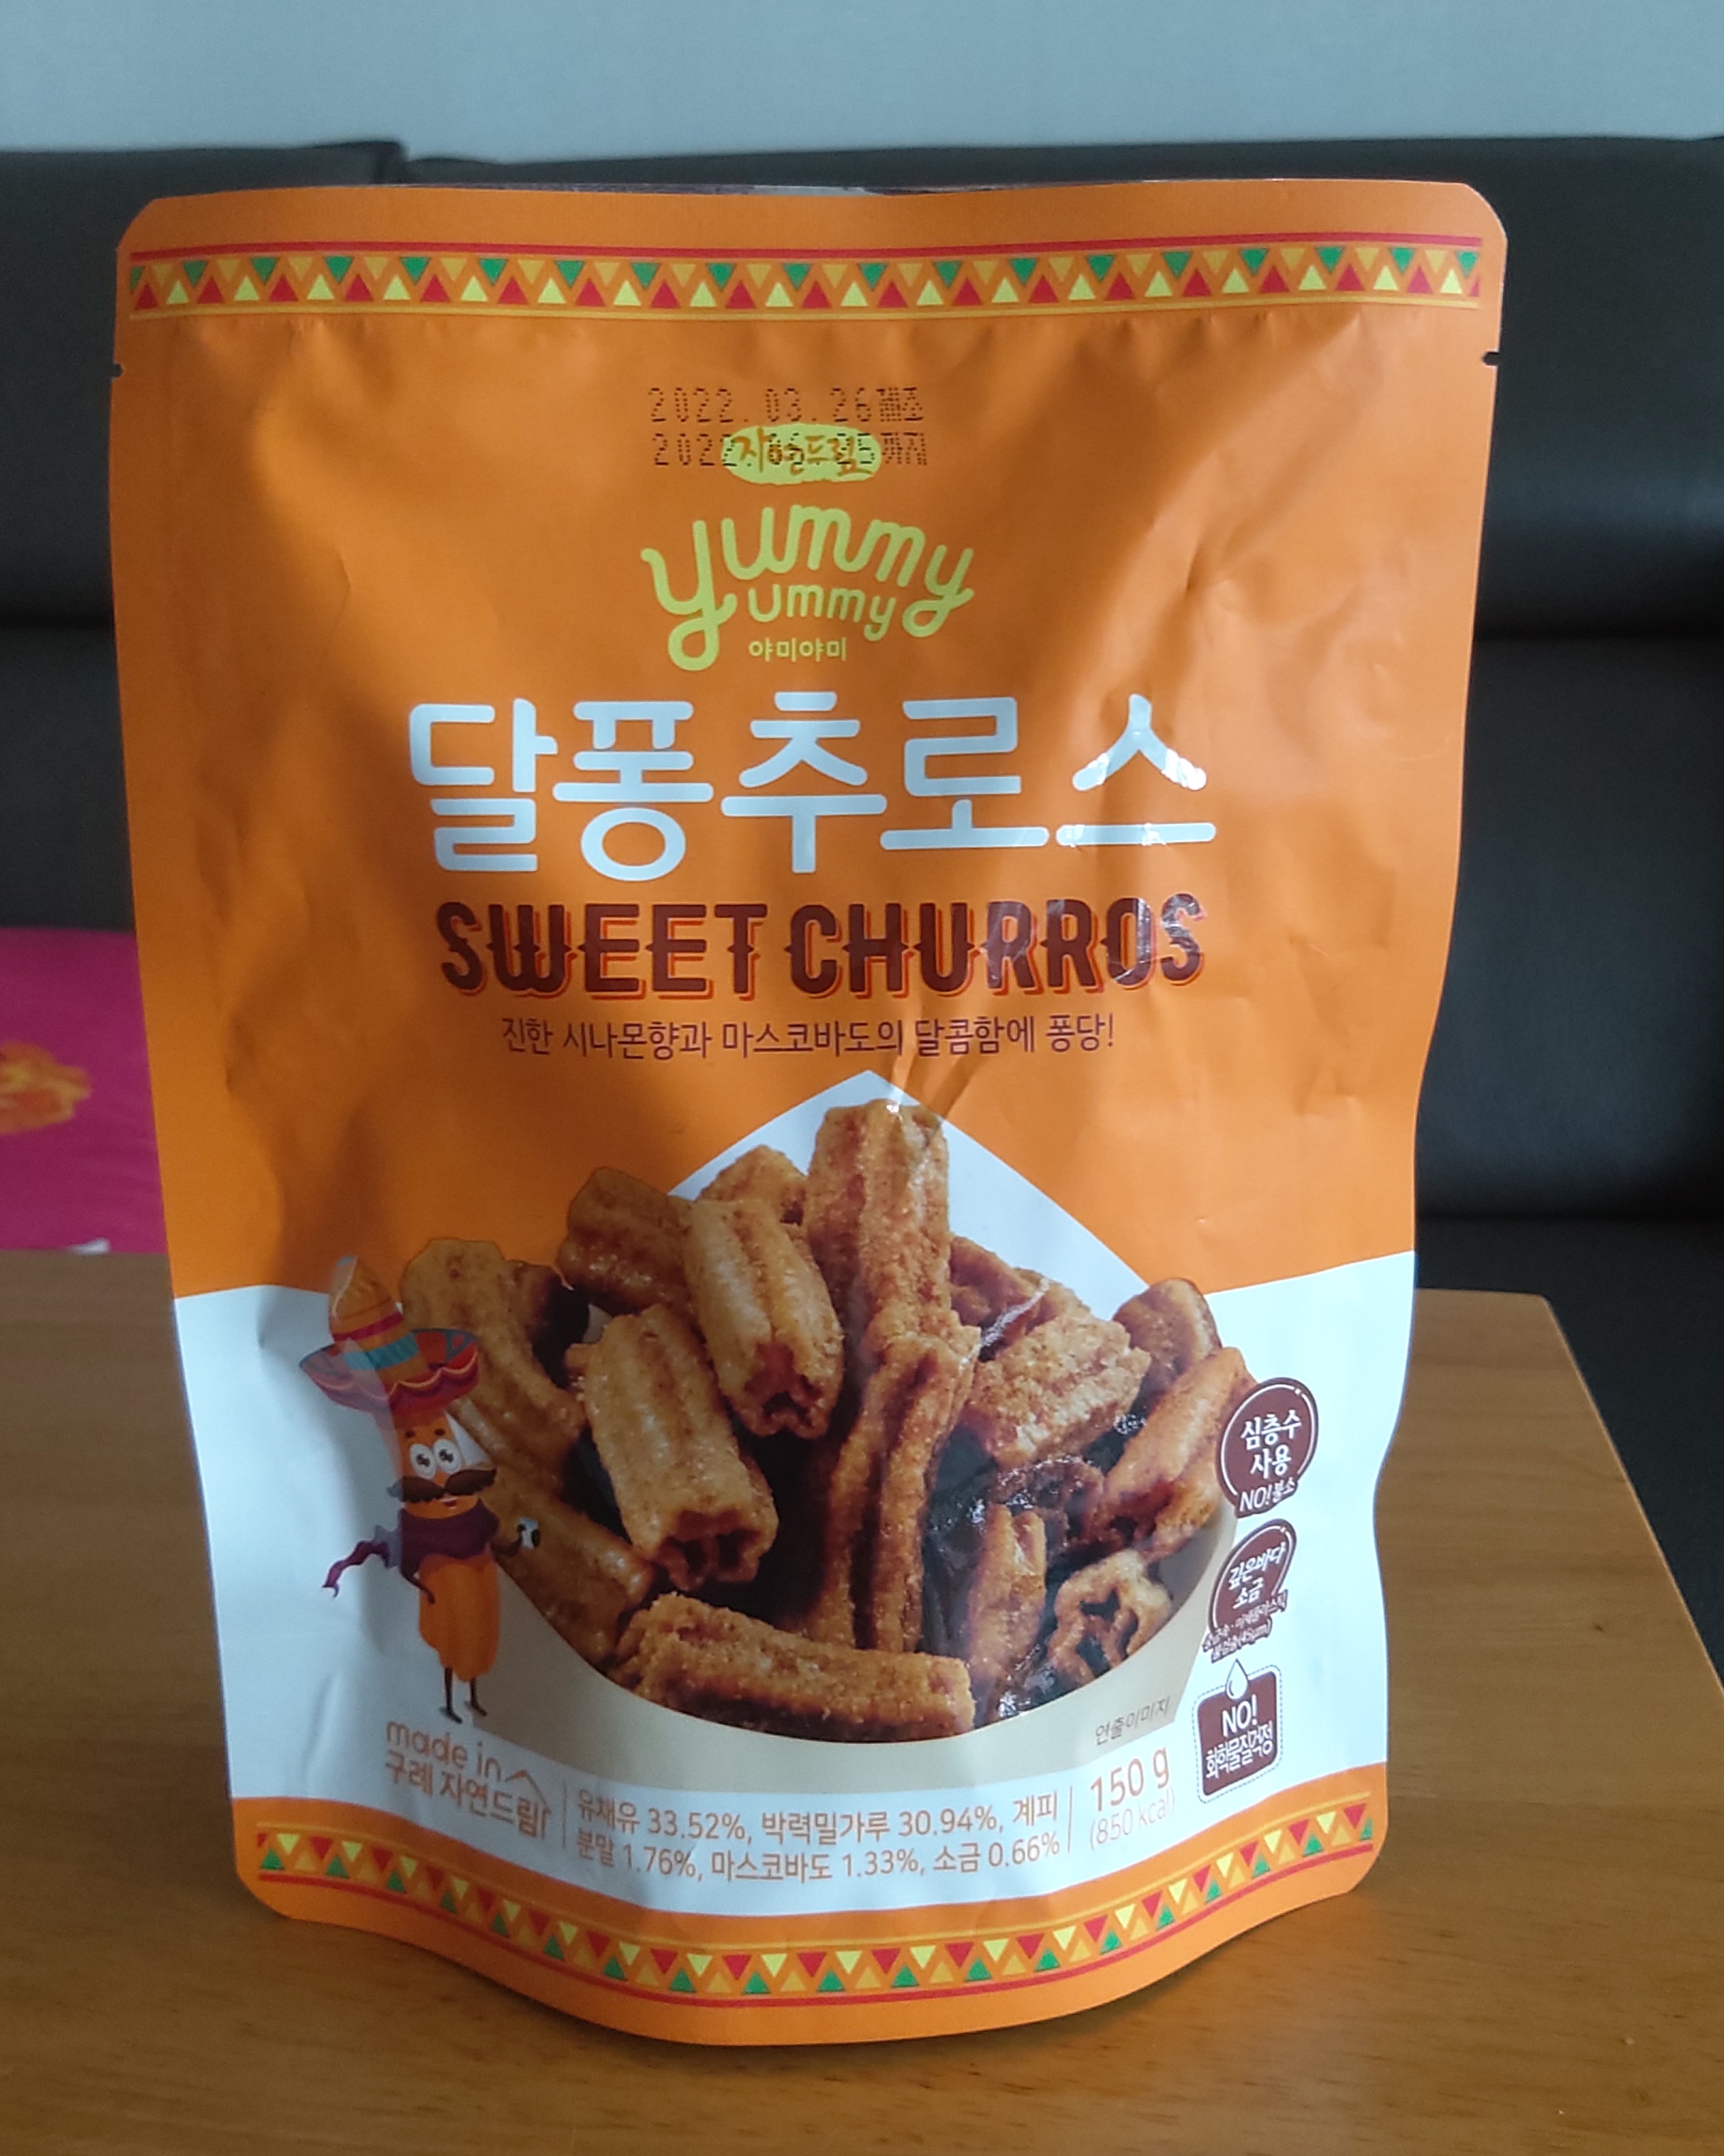 2022.03.26제조
까지
자연드림
yummy
yummy
야미야미
달퐁추로스
SWEET CHURROS
진한 시나몬향과 마스코바도의 달콤함에 퐁당!
심층수
사용
NO!불소
깊은바다
소금
불검출(45μm)
NO!
화학물질걱정
연출이미지
made in
구례 자연드림
유채유 33.52%, 박력밀가루 30.94%, 계피
분말 1.76%, 마스코바도 1.33%, 소금 0.66%
150 g
(850 kcal)